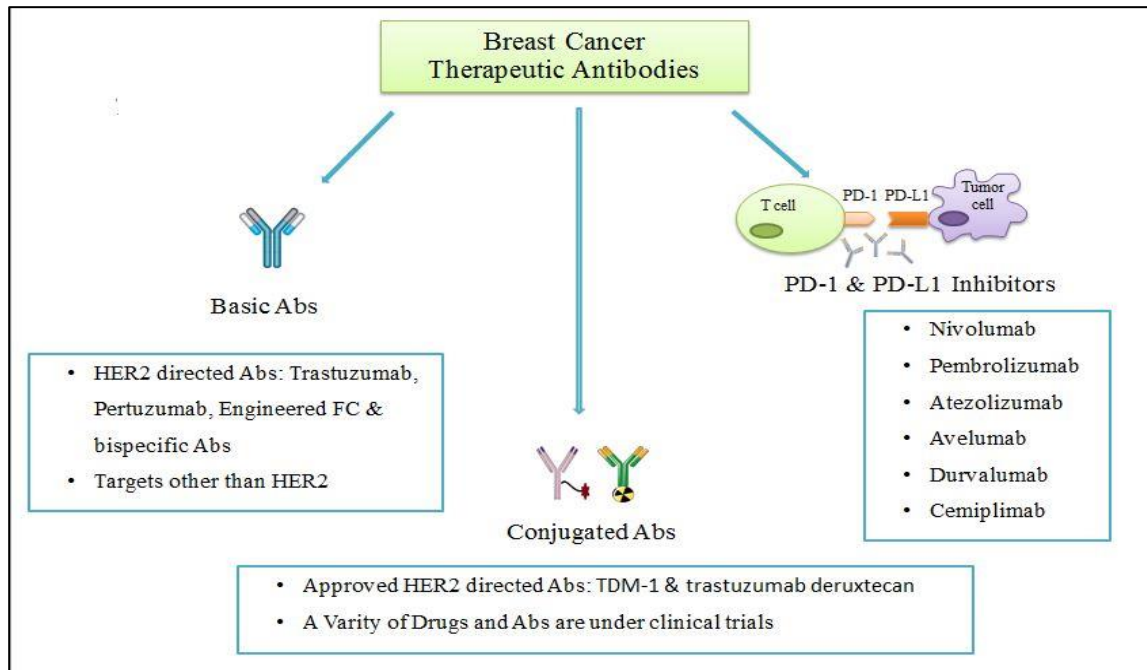 Breast Cancer
Therapeutic Antibodies
Basic Abs
• HER2 directed Abs: Trastuzumab,
Pertuzumab, Engineered FC &
bispecific Abs
• Targets other than HER2
Conjugated Abs
• Approved HER2 directed Abs: TDM-1 & trastuzumab deruxtecan
• A Varity of Drugs and Abs are under clinical trials
T cell
PD-1
PD-L1
Tumor
cell
PD-1 & PD-L1 Inhibitors
• Nivolumab
• Pembrolizumab
• Atezolizumab
• Avelumab
• Durvalumab
• Cemiplimab